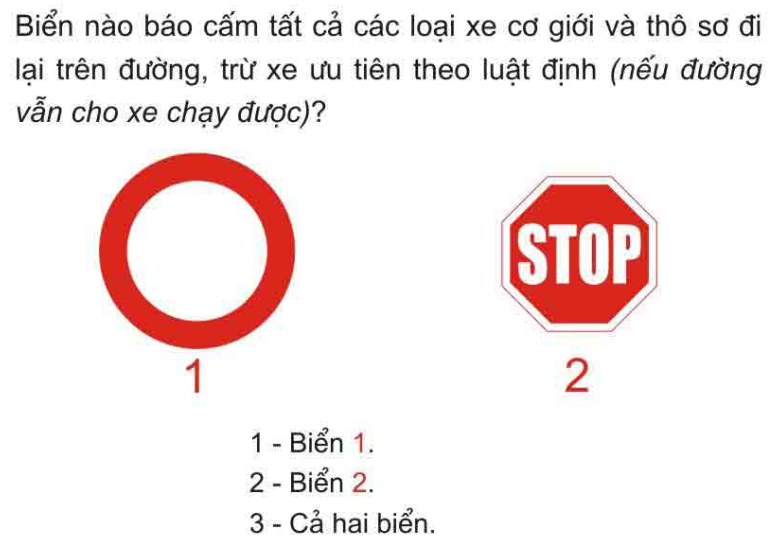 Biển nào báo cấm tất cả các loại xe cơ giới và thô sơ đi
lại trên đường, trừ xe ưu tiên theo luật định (nếu đường
vẫn cho xe chạy được)?
STOP
1
2
1 - Biển 1.
2 - Biển 2.
3 - Cả hai biển.